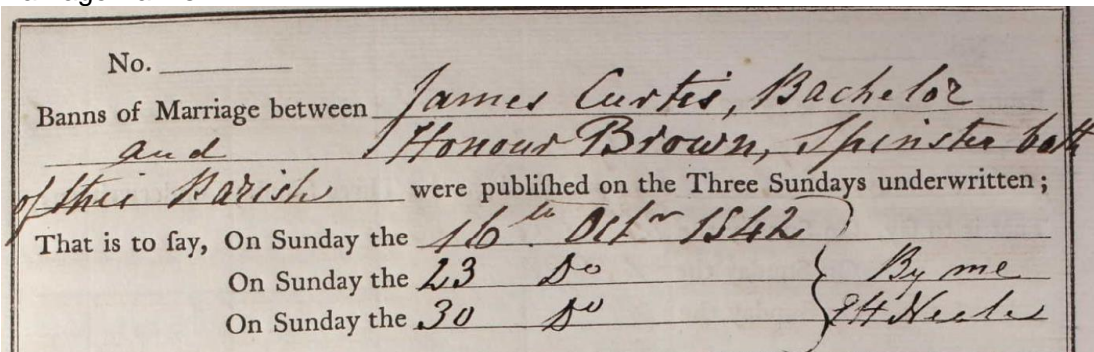 No.
Banns of Marriage between James Curtis, Bachelor
and Honour Brown, Spinster both
of this Parish were publiſhed on the Three Sundays underwritten;
That is to ſay, On Sunday the 16th Octr 1842
On Sunday the 23 Do By me
On Sunday the 30 Do